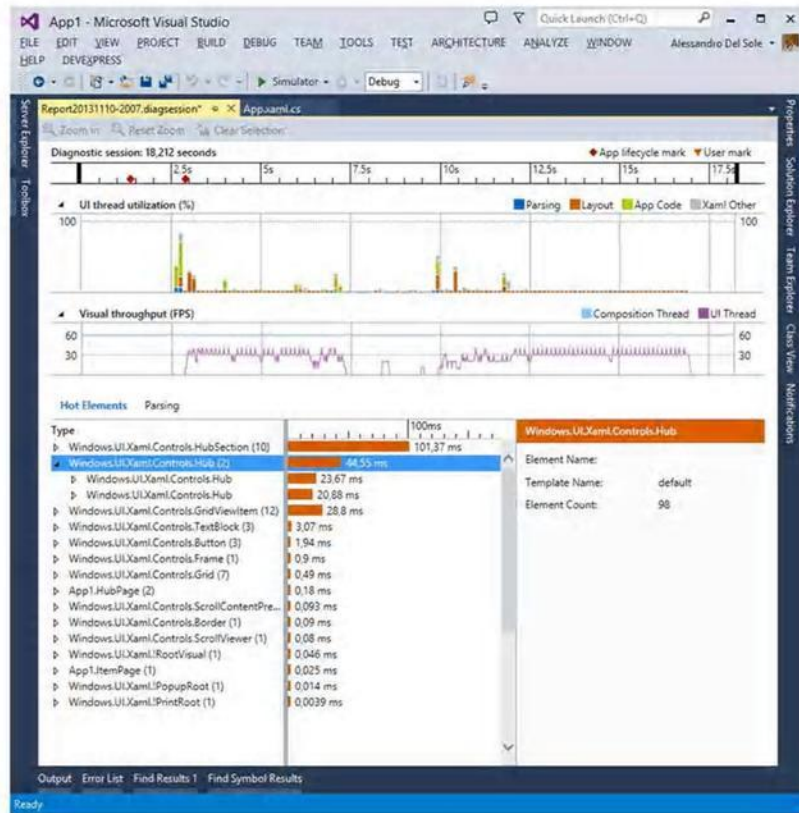 App1 - Microsoft Visual Studio
Quick Launch (Ctrl+Q)
FILE EDIT VIEW PROJECT BUILD DEBUG TEAM TOOLS TEST ARCHITECTURE ANALYZE WINDOW Alessandro Del Sole
HELP DEVEXPRESS
Simulator Debug
Server Explorer
Toolbox
Report20131110-2007.diagsession* App.xaml.cs
Zoom in Reset Zoom Clear Selection
Diagnostic session: 18,212 seconds App lifecycle mark User mark
2,5s 5s 7,5s 10s 12,5s 15s 17,5s
UI thread utilization (%) Parsing Layout App Code Xaml Other
100 100
Visual throughput (FPS) Composition Thread UI Thread
60 60
30 30
Hot Elements Parsing
Type 100ms
Windows.UI.Xaml.Controls.HubSection (10) 101,37 ms
Windows.UI.Xaml.Controls.Hub (2) 44,55 ms
Windows.UI.Xaml.Controls.Hub 23,67 ms
Windows.UI.Xaml.Controls.Hub 20,88 ms
Windows.UI.Xaml.Controls.GridViewItem (12) 28,8 ms
Windows.UI.Xaml.Controls.TextBlock (3) 3,07 ms
Windows.UI.Xaml.Controls.Button (3) 1,94 ms
Windows.UI.Xaml.Controls.Frame (1) 0,9 ms
Windows.UI.Xaml.Controls.Grid (7) 0,49 ms
App1.HubPage (2) 0,18 ms
Windows.UI.Xaml.Controls.ScrollContentPre... 0,093 ms
Windows.UI.Xaml.Controls.Border (1) 0,09 ms
Windows.UI.Xaml.Controls.ScrollViewer (1) 0,08 ms
Windows.UI.Xaml.!RootVisual (1) 0,046 ms
App1.ItemPage (1) 0,025 ms
Windows.UI.Xaml.!PopupRoot (1) 0,014 ms
Windows.UI.Xaml.!PrintRoot (1) 0,0039 ms
Windows.UI.Xaml.Controls.Hub
Element Name:
Template Name: default
Element Count: 98
Properties
Solution Explorer
Team Explorer
Class View
Notifications
Output Error List Find Results 1 Find Symbol Results
Ready